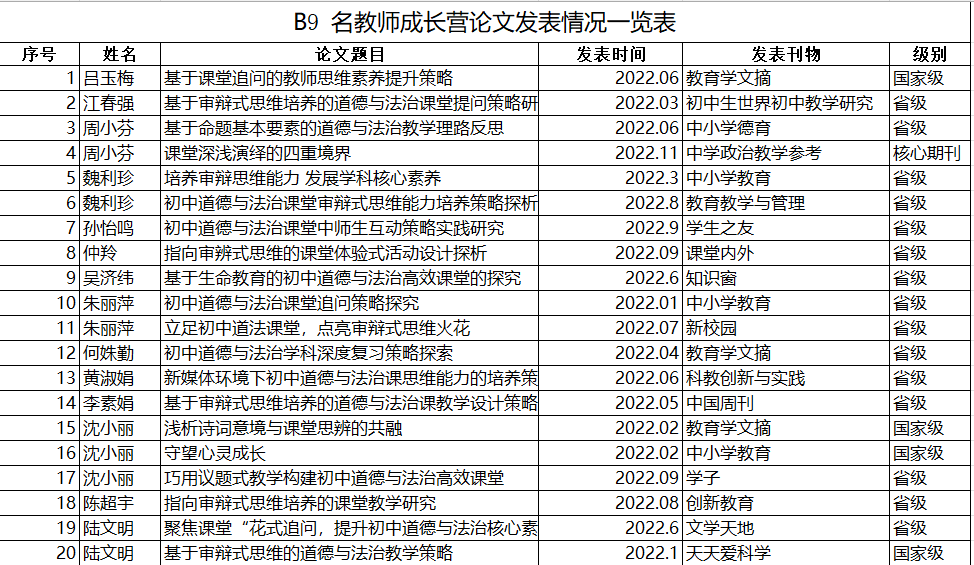 B9 名教师成长营论文发表情况一览表
序号 姓名 论文题目 发表时间 发表刊物 级别
1 吕玉梅 基于课堂追问的教师思维素养提升策略 2022.06 教育学文摘 国家级
2 江春强 基于审辩式思维培养的道德与法治课堂提问策略研 2022.03 初中生世界初中教学研究 省级
3 周小芬 基于命题基本要素的道德与法治教学理路反思 2022.06 中小学德育 省级
4 周小芬 课堂深浅演绎的四重境界 2022.11 中学政治教学参考 核心期刊
5 魏利珍 培养审辩思维能力 发展学科核心素养 2022.3 中小学教育 省级
6 魏利珍 初中道德与法治课堂审辩式思维能力培养策略探析 2022.8 教育教学与管理 省级
7 孙怡鸣 初中道德与法治课堂中师生互动策略实践研究 2022.9 学生之友 省级
8 仲羚 指向审辨式思维的课堂体验式活动设计探析 2022.09 课堂内外 省级
9 吴济纬 基于生命教育的初中道德与法治高效课堂的探究 2022.6 知识窗 省级
10 朱丽萍 初中道德与法治课堂追问策略探究 2022.01 中小学教育 省级
11 朱丽萍 立足初中道法课堂，点亮审辩式思维火花 2022.07 新校园 省级
12 何姝勤 初中道德与法治学科深度复习策略探索 2022.04 教育学文摘 省级
13 黄淑娟 新媒体环境下初中道德与法治课思维能力的培养策 2022.06 科教创新与实践 省级
14 李素娟 基于审辩式思维培养的道德与法治课教学设计策略 2022.05 中国周刊 省级
15 沈小丽 浅析诗词意境与课堂思辨的共融 2022.02 教育学文摘 国家级
16 沈小丽 守望心灵成长 2022.02 中小学教育 国家级
17 沈小丽 巧用议题式教学构建初中道德与法治高效课堂 2022.09 学子 省级
18 陈超宇 指向审辩式思维培养的课堂教学研究 2022.08 创新教育 省级
19 陆文明 聚焦课堂“花式追问，提升初中道德与法治核心素 2022.6 文学天地 省级
20 陆文明 基于审辩式思维的道德与法治教学策略 2022.1 天天爱科学 国家级